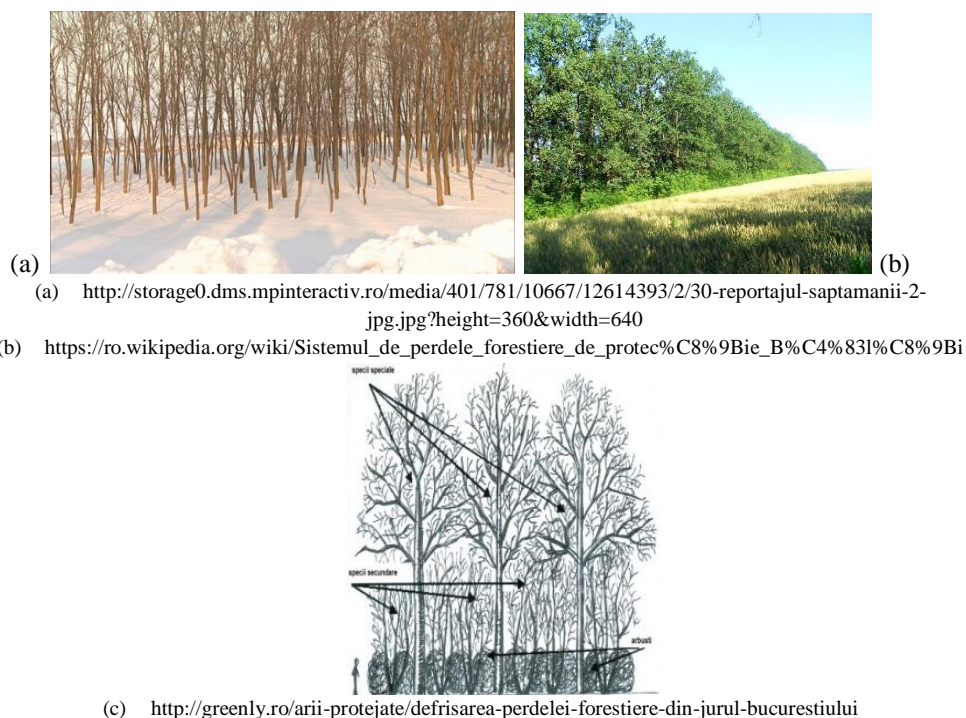 (a)
(b)
(a) http://storage0.dms.mpinteractiv.ro/media/401/781/10667/12614393/2/30-reportajul-saptamanii-2-
jpg.jpg?height=360&width=640
(b) https://ro.wikipedia.org/wiki/Sistemul_de_perdele_forestiere_de_protec%C8%9Bie_B%C4%83l%C8%9Bi
specii speciale
specii secundare
arbusti
(c) http://greenly.ro/arii-protejate/defrisarea-perdelei-forestiere-din-jurul-bucurestiului